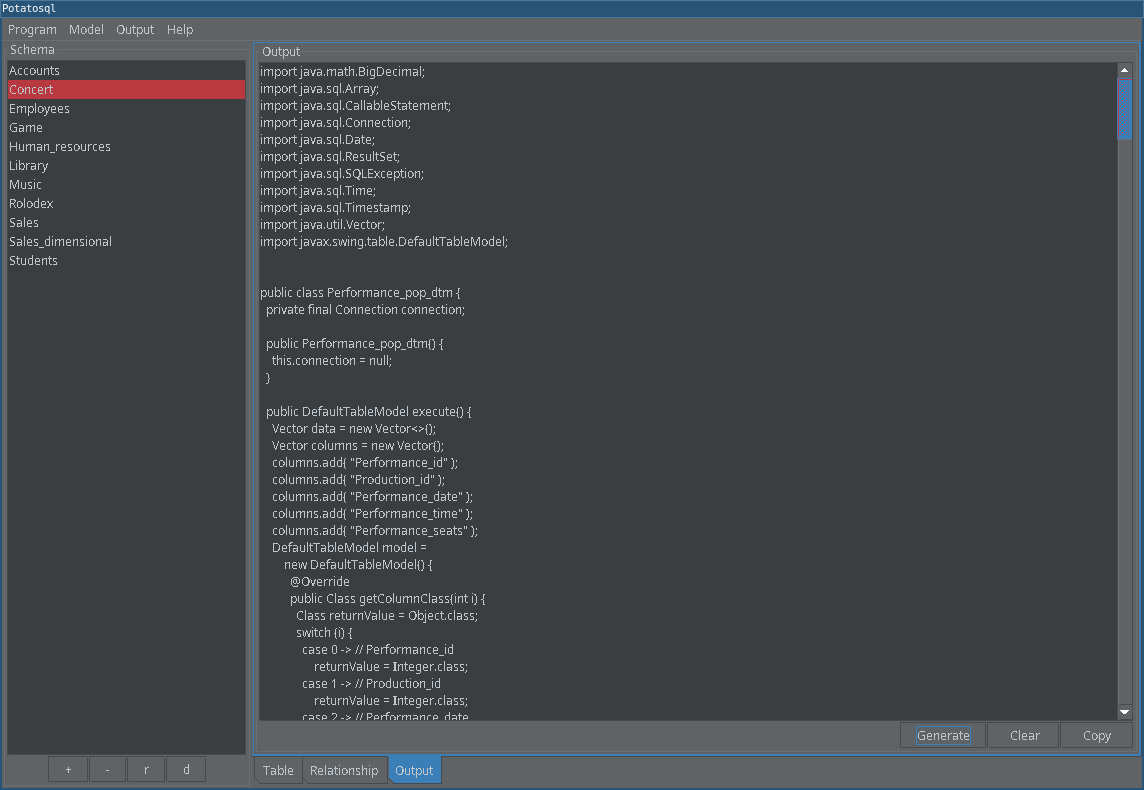 Potatosql
Program Model Output Help
Schema
Accounts
Concert
Employees
Game
Human_resources
Library
Music
Rolodex
Sales
Sales_dimensional
Students
+ - r d
Output
import java.math.BigDecimal;
import java.sql.Array;
import java.sql.CallableStatement;
import java.sql.Connection;
import java.sql.Date;
import java.sql.ResultSet;
import java.sql.SQLException;
import java.sql.Time;
import java.sql.Timestamp;
import java.util.Vector;
import javax.swing.table.DefaultTableModel;
public class Performance_pop_dtm {
private final Connection connection;
public Performance_pop_dtm() {
this.connection = null;
}
public DefaultTableModel execute() {
Vector data = new Vector<>();
Vector columns = new Vector();
columns.add( "Performance_id" );
columns.add( "Production_id" );
columns.add( "Performance_date" );
columns.add( "Performance_time" );
columns.add( "Performance_seats" );
DefaultTableModel model =
new DefaultTableModel() {
@Override
public Class getColumnClass(int i) {
Class returnValue = Object.class;
switch (i) {
case 0 -> // Performance_id
returnValue = Integer.class;
case 1 -> // Production_id
returnValue = Integer.class;
case 2 -> // Performance_date
Generate Clear Copy
Table Relationship Output